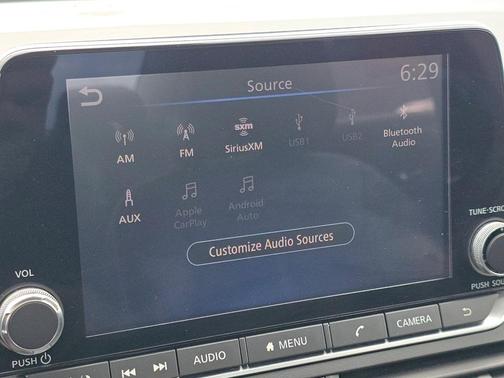 Source
6:29
AM
FM
sxm
SiriusXM
USB1
USB2
Bluetooth
Audio
AUX
Apple
CarPlay
Android
Auto
Customize Audio Sources
VOL
PUSH
TUNE·SCRO
PUSH SOU
AUDIO
MENU
CAMERA